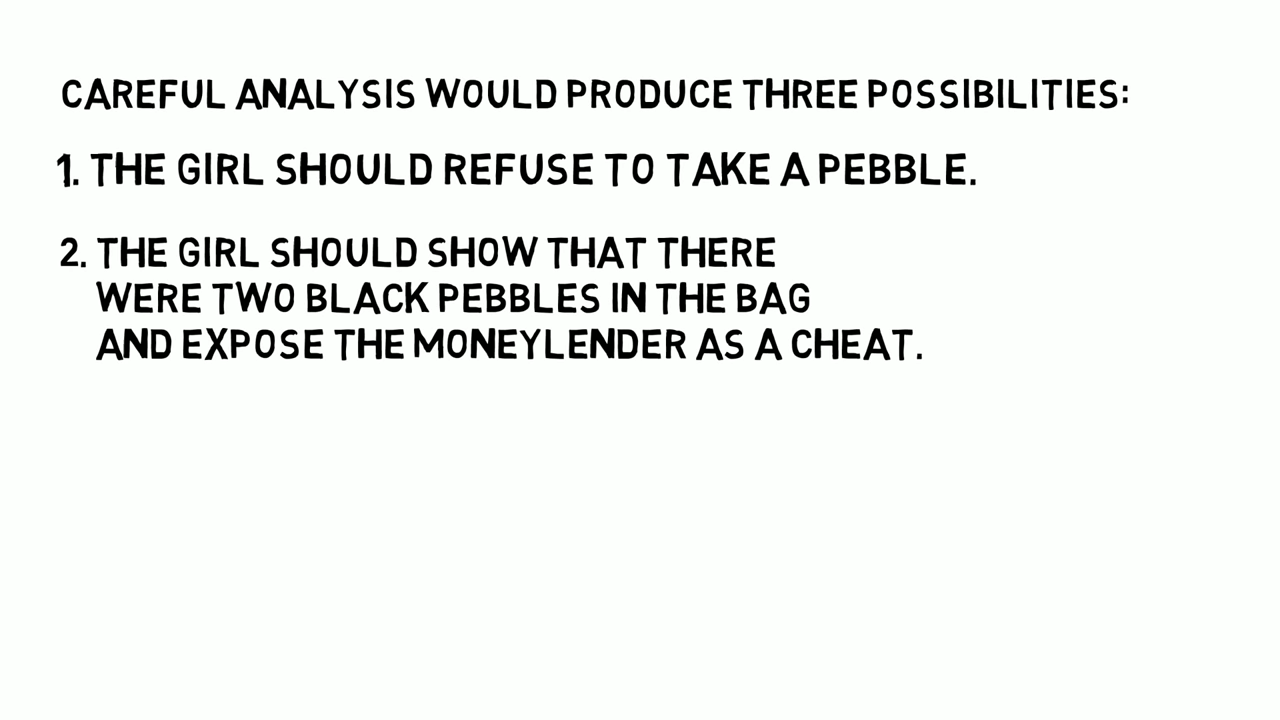 CAREFUL ANALYSIS WOULD PRODUCE THREE POSSIBILITIES:
1. THE GIRL SHOULD REFUSE TO TAKE A PEBBLE.
2. THE GIRL SHOULD SHOW THAT THERE
WERE TWO BLACK PEBBLES IN THE BAG
AND EXPOSE THE MONEYLENDER AS A CHEAT.